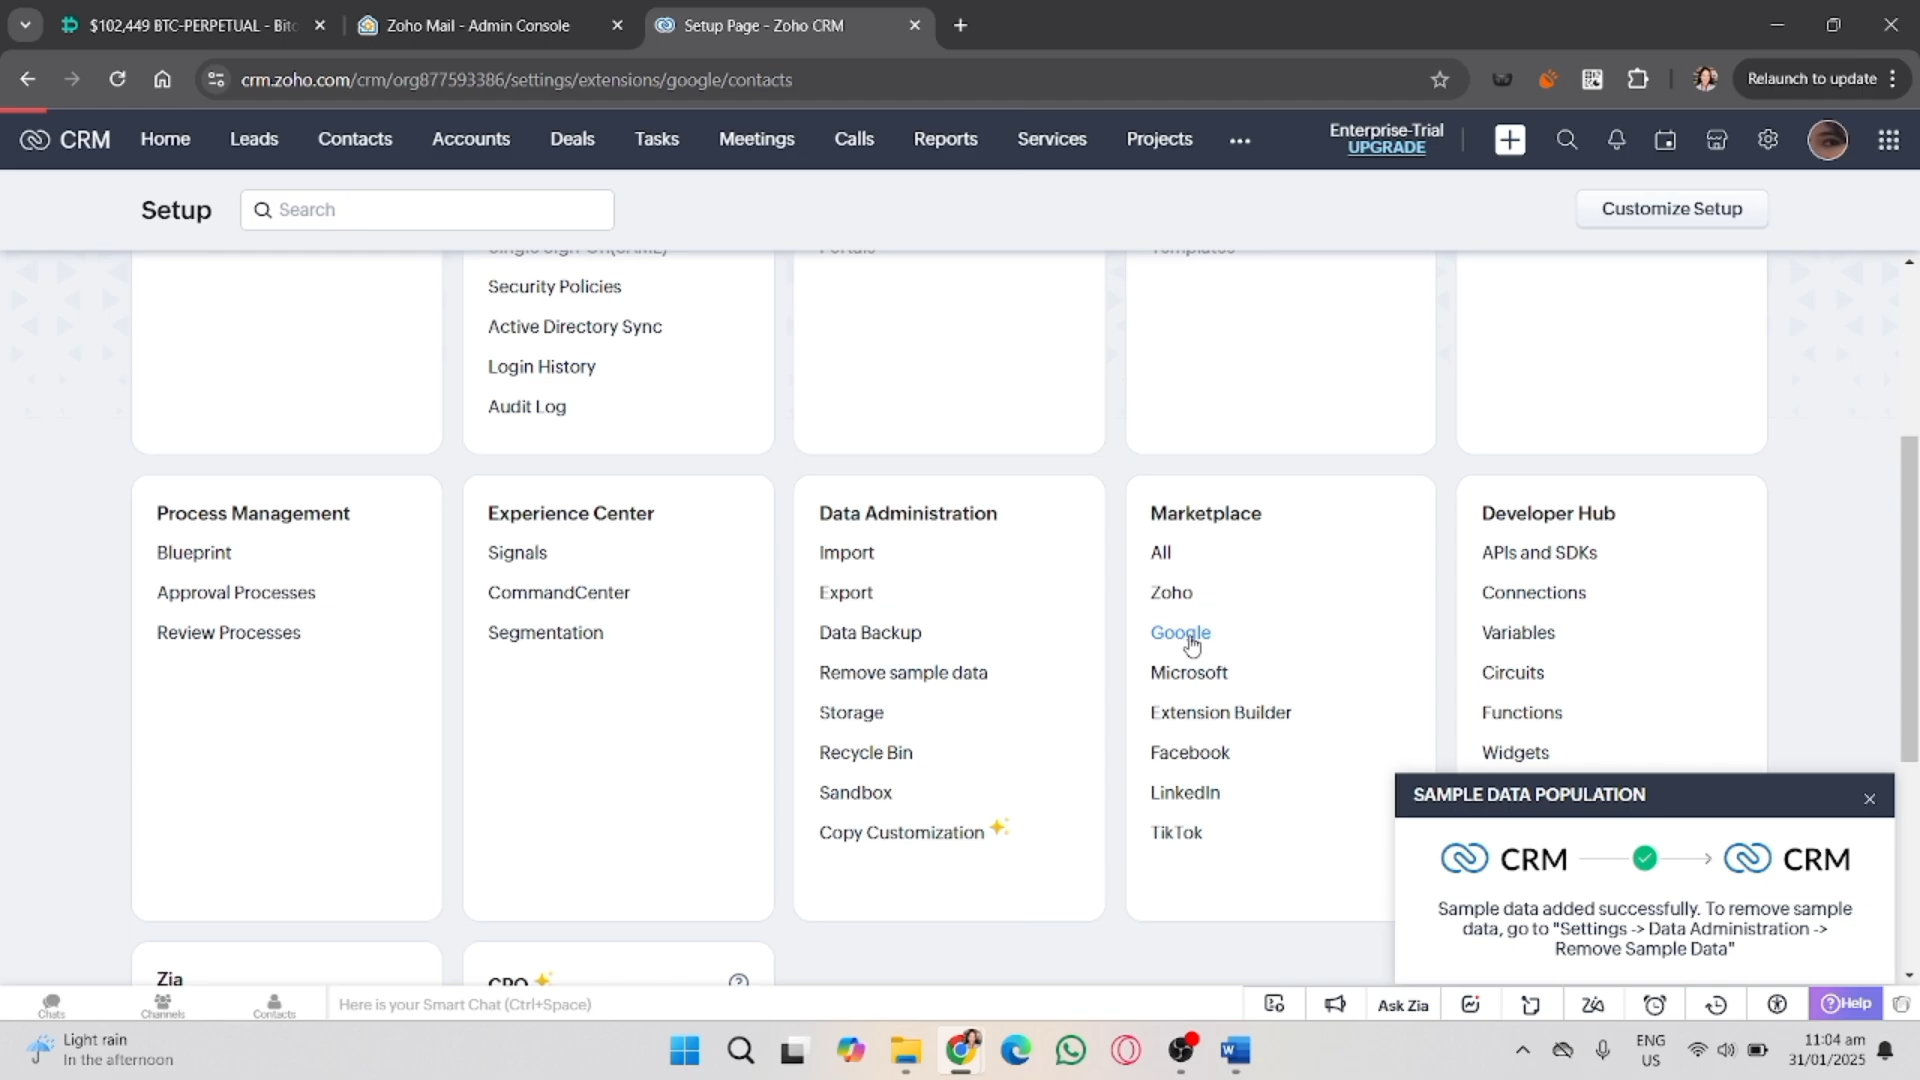 $102,449 BTC-PERPETUAL - Bitc
Zoho Mail - Admin Console
Setup Page - Zoho CRM
crm.zoho.com/crm/org877593386/settings/extensions/google/contacts
Relaunch to update
CRM
Home
Leads
Contacts
Accounts
Deals
Tasks
Meetings
Calls
Reports
Services
Projects
Enterprise-Trial
UPGRADE
Setup
Search
Customize Setup
Single Sign-On(SAML)
Portals
Templates
Security Policies
Active Directory Sync
Login History
Audit Log
Process Management
Blueprint
Approval Processes
Review Processes
Experience Center
Signals
CommandCenter
Segmentation
Data Administration
Import
Export
Data Backup
Remove sample data
Storage
Recycle Bin
Sandbox
Copy Customization
Marketplace
All
Zoho
Google
Microsoft
Extension Builder
Facebook
LinkedIn
TikTok
Developer Hub
APIs and SDKs
Connections
Variables
Circuits
Functions
Widgets
SAMPLE DATA POPULATION
CRM
CRM
Sample data added successfully. To remove sample
data, go to "Settings -> Data Administration ->
Remove Sample Data"
Zia
CPQ
Chats
Channels
Contacts
Here is your Smart Chat (Ctrl+Space)
Ask Zia
Help
Light rain
In the afternoon
ENG
US
11:04 am
31/01/2025